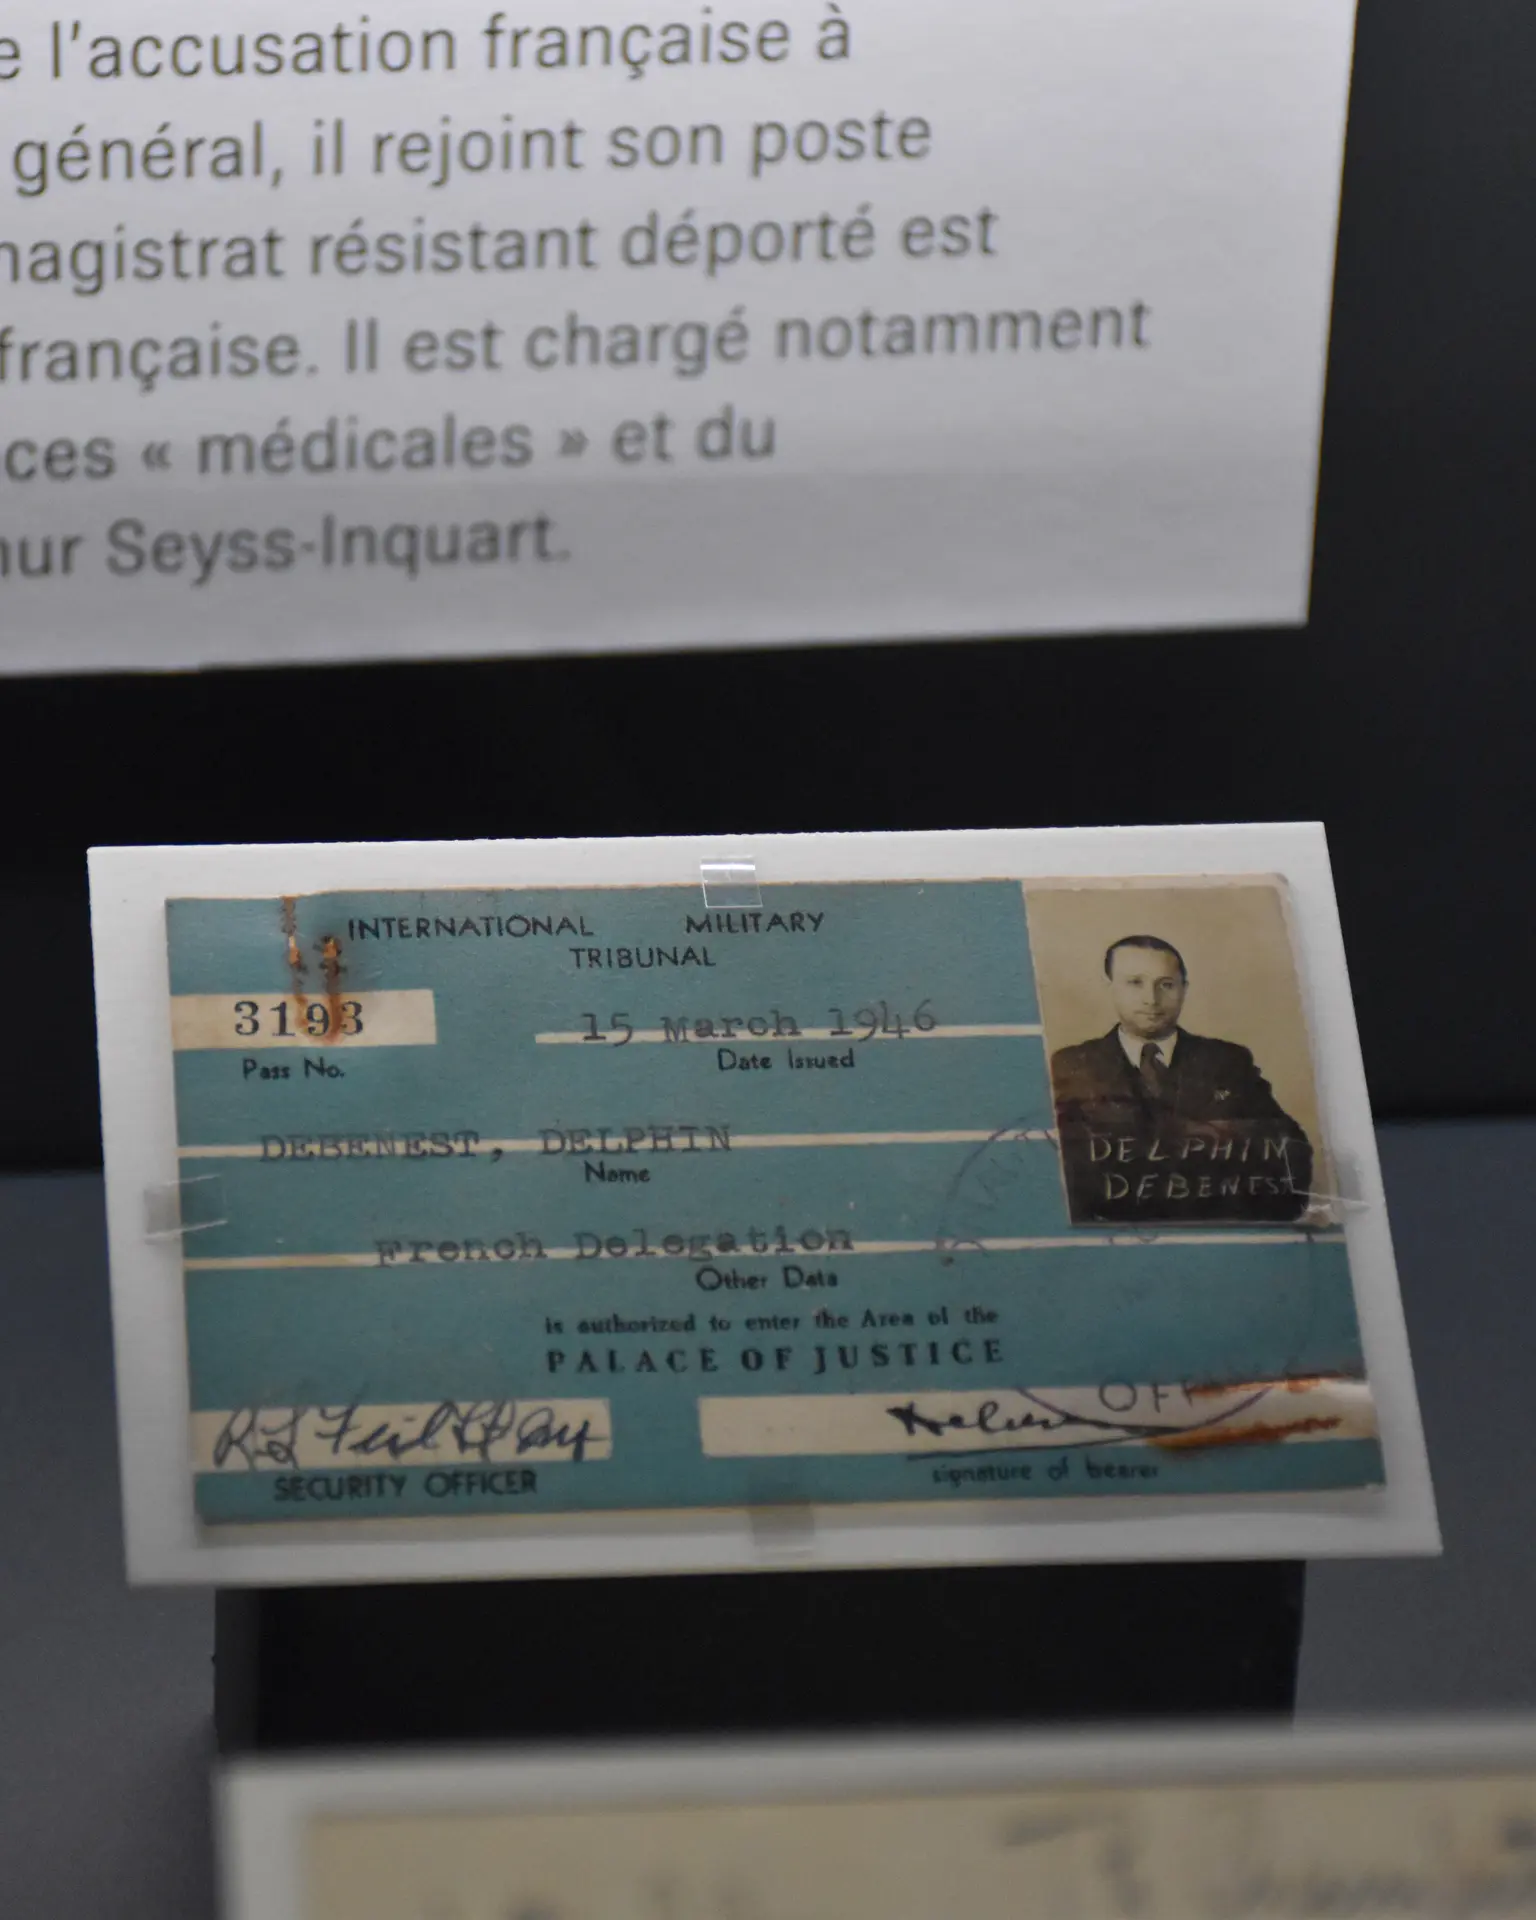 l'accusation française à
général, il rejoint son poste
magistrat résistant déporté est
française. Il est chargé notamment
ces « médicales » et du
Seyss-Inquart.
INTERNATIONAL MILITARY
TRIBUNAL
3193
15 March 1946
Pass No.
Date Issued
DEBENEST, DELPHIN
Name
DELPHIN
DEBENEST
French Delegation
Other Data
is authorized to enter the Area of the
PALACE OF JUSTICE
SECURITY OFFICER
signature of bearer